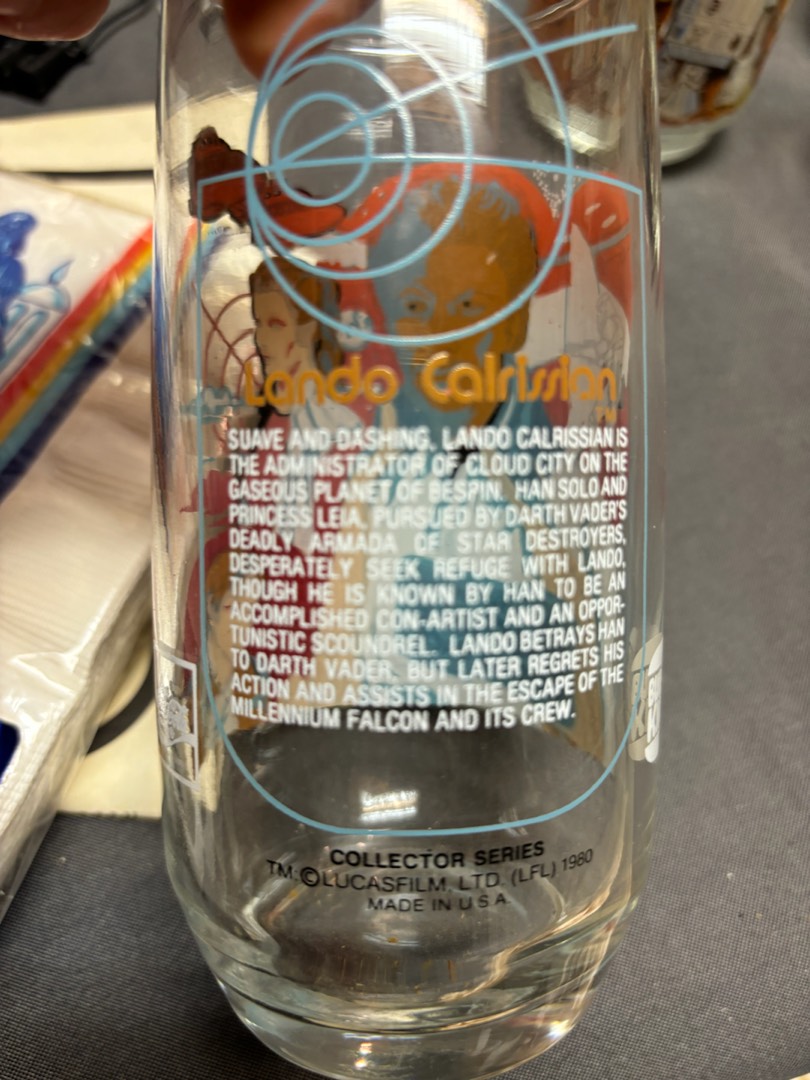 Lando Calrissian
SUAVE AND DASHING, LANDO CALRISSIAN IS
THE ADMINISTRATOR OF CLOUD CITY ON THE
GASEOUS PLANET OF BESPIN. HAN SOLO AND
PRINCESS LEIA, PURSUED BY DARTH VADER'S
DEADLY ARMADA OF STAR DESTROYERS,
DESPERATELY SEEK REFUGE WITH LANDO,
THOUGH HE IS KNOWN BY HAN TO BE AN
ACCOMPLISHED CON-ARTIST AND AN OPPOR-
TUNISTIC SCOUNDREL. LANDO BETRAYS HAN
TO DARTH VADER, BUT LATER REGRETS HIS
ACTION AND ASSISTS IN THE ESCAPE OF THE
MILLENNIUM FALCON AND ITS CREW.
COLLECTOR SERIES
TM: © LUCASFILM, LTD. (LFL) 1980
MADE IN U.S.A.